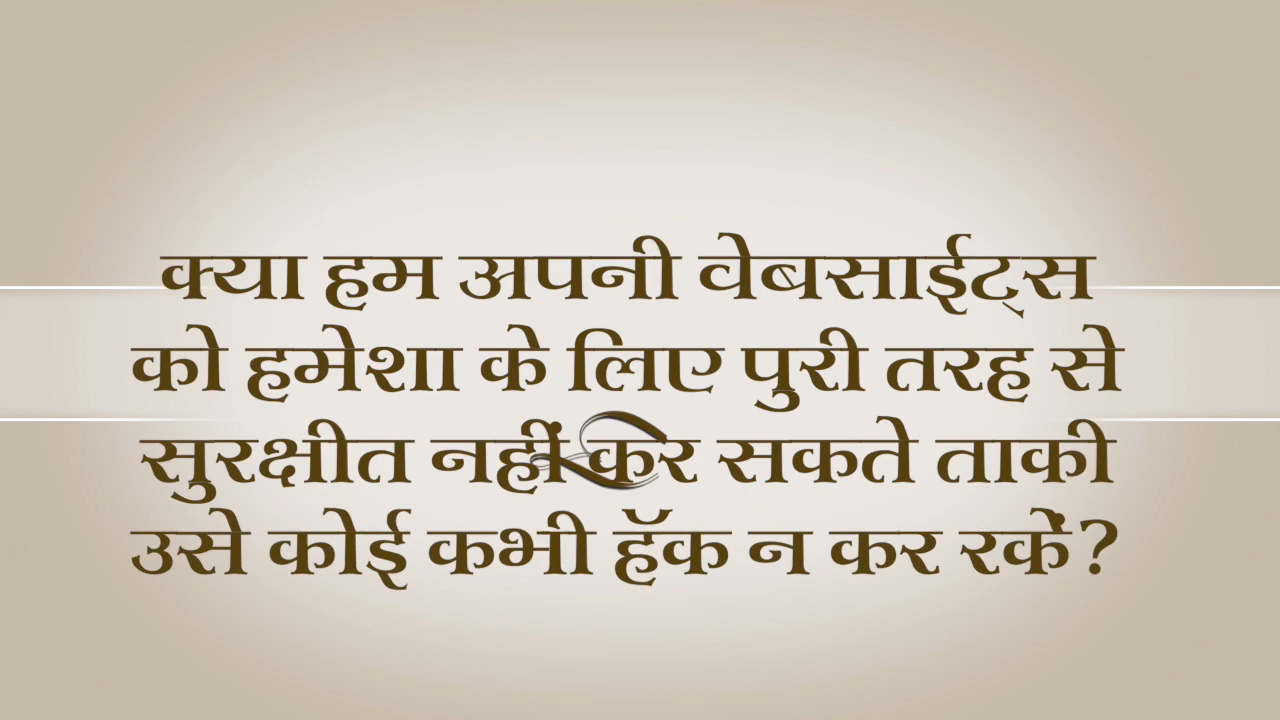 क्या हम अपनी वेबसाईट्स
को हमेशा के लिए पुरी तरह से
सुरक्षीत नहीं कर सकते ताकी
उसे कोई कभी हॅक न कर रकें?